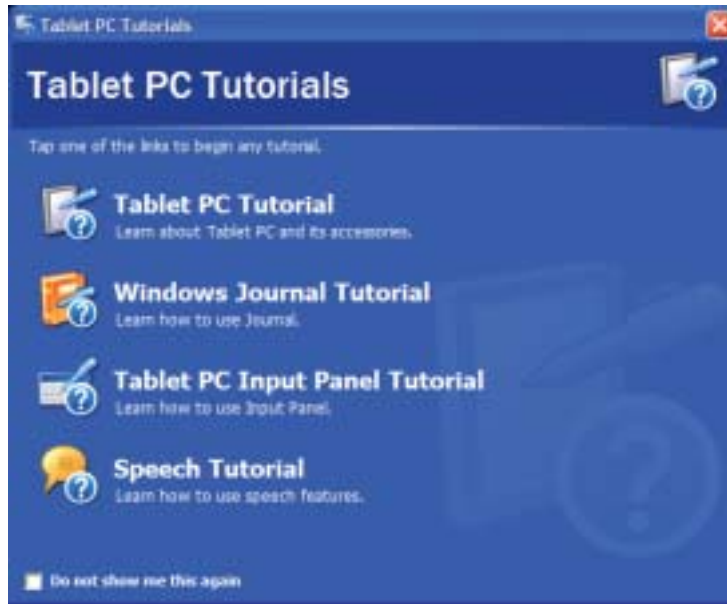 Tablet PC Tutorials
Tablet PC Tutorials
Tap one of the links to begin any tutorial.
Tablet PC Tutorial
Learn about Tablet PC and its accessories.
Windows Journal Tutorial
Learn how to use Journal.
Tablet PC Input Panel Tutorial
Learn how to use Input Panel.
Speech Tutorial
Learn how to use speech features.
Do not show me this again